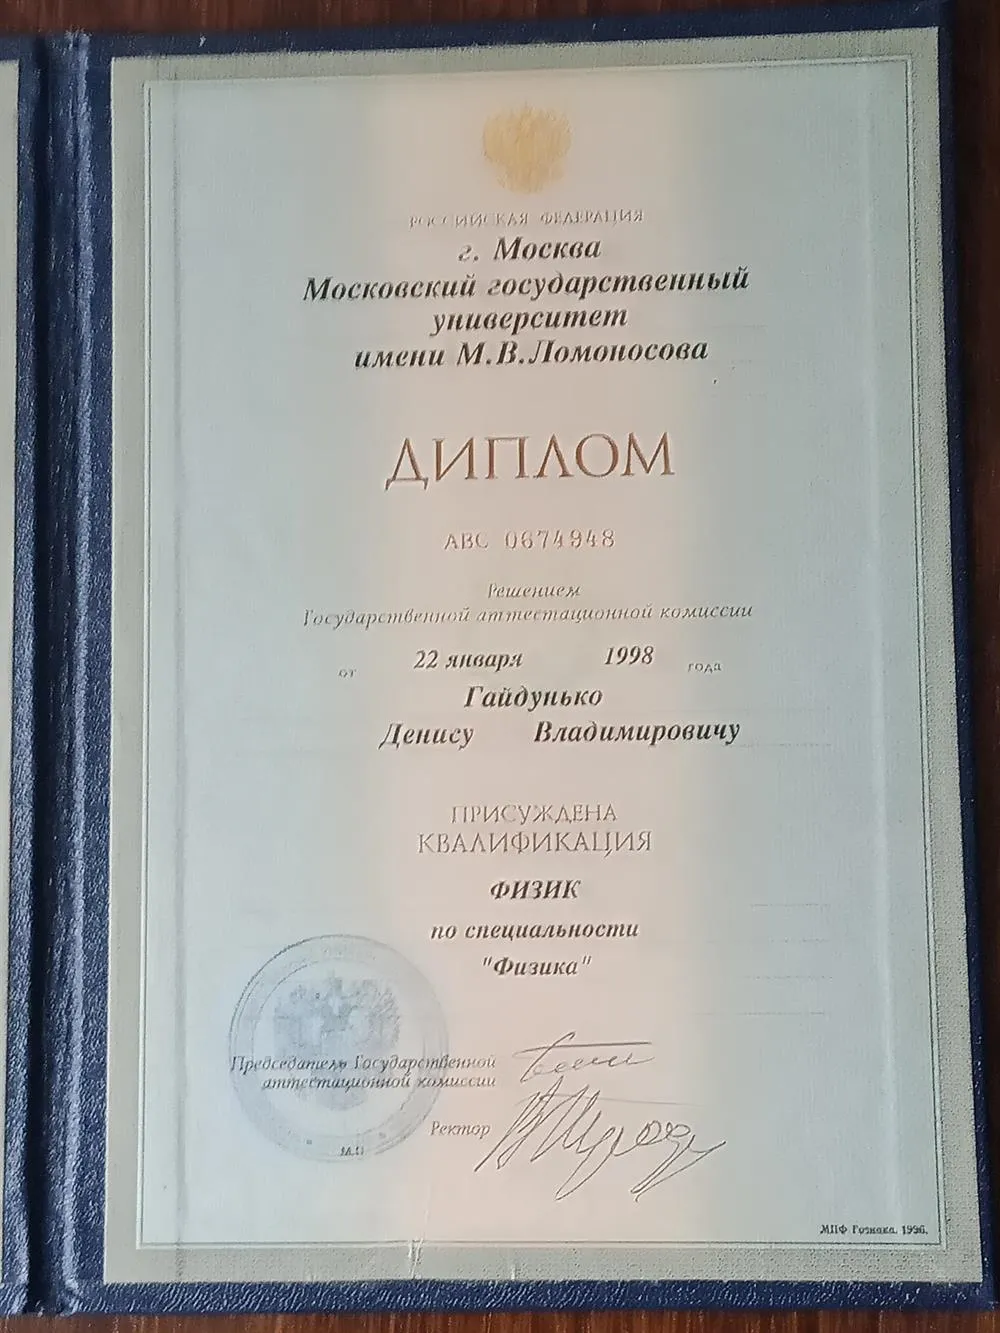 РОССИЙСКАЯ ФЕДЕРАЦИЯ
г. Москва
Московский государственный
университет
имени М.В.Ломоносова
ДИПЛОМ
АВС 0674948
Решением
Государственной аттестационной комиссии
от 22 января 1998 года
Гайдунько
Денису Владимировичу
ПРИСУЖДЕНА
КВАЛИФИКАЦИЯ
ФИЗИК
по специальности
"Физика"
Председатель Государственной
аттестационной комиссии
Ректор
М.П.
МПФ Гознака. 1996.